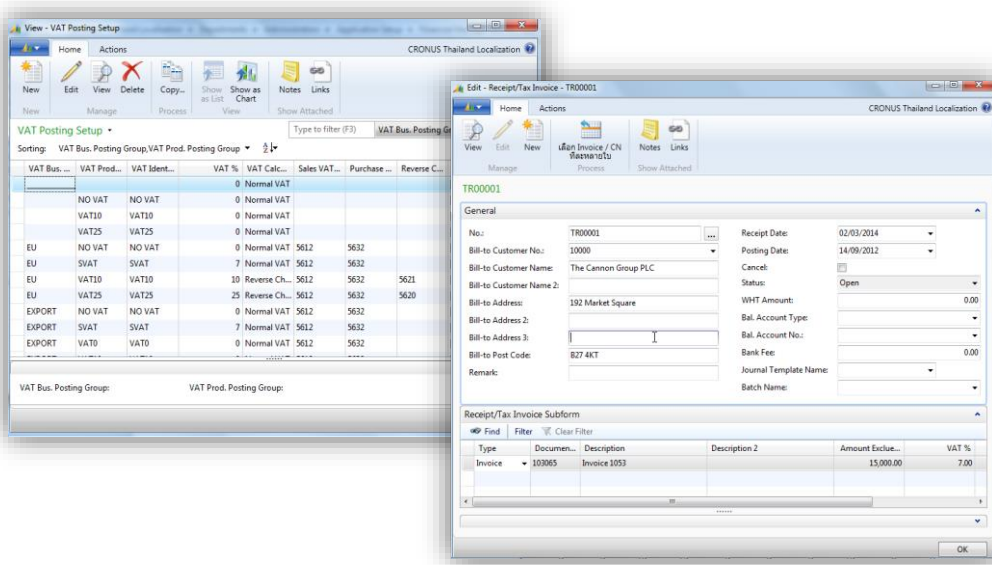 View - VAT Posting Setup
Home Actions
CRONUS Thailand Localization
New Edit View Delete Copy... Show as List Show as Chart Notes Links
New Manage Process View Show Attached
VAT Posting Setup
Type to filter (F3) VAT Bus. Posting Gr
Sorting: VAT Bus. Posting Group,VAT Prod. Posting Group
VAT Bus. ... VAT Prod... VAT Ident... VAT % VAT Calc... Sales VAT... Purchase ... Reverse C...
0 Normal VAT
NO VAT NO VAT 0 Normal VAT
VAT10 VAT10 0 Normal VAT
VAT25 VAT25 0 Normal VAT
EU NO VAT NO VAT 0 Normal VAT 5612 5632
EU SVAT SVAT 7 Normal VAT 5612 5632
EU VAT10 VAT10 10 Reverse Ch... 5612 5632 5621
EU VAT25 VAT25 25 Reverse Ch... 5612 5632 5620
EXPORT NO VAT NO VAT 0 Normal VAT 5612 5632
EXPORT SVAT SVAT 7 Normal VAT 5612 5632
EXPORT VAT0 VAT0 0 Normal VAT 5612 5632
VAT Bus. Posting Group: VAT Prod. Posting Group:
Edit - Receipt/Tax Invoice - TR00001
Home Actions
CRONUS Thailand Localization
View Edit New เลือก Invoice / CN ทีละหลายใบ Notes Links
Manage Process Show Attached
TR00001
General
No.: TR00001 ...
Bill-to Customer No.: 10000
Bill-to Customer Name: The Cannon Group PLC
Bill-to Customer Name 2:
Bill-to Address: 192 Market Square
Bill-to Address 2:
Bill-to Address 3:
Bill-to Post Code: B27 4KT
Remark:
Receipt Date: 02/03/2014
Posting Date: 14/09/2012
Cancel:
Status: Open
WHT Amount: 0.00
Bal. Account Type:
Bal. Account No.:
Bank Fee: 0.00
Journal Template Name:
Batch Name:
Receipt/Tax Invoice Subform
Find Filter Clear Filter
Type Documen... Description Description 2 Amount Exclue... VAT %
Invoice 103065 Invoice 1053 15,000.00 7.00
OK